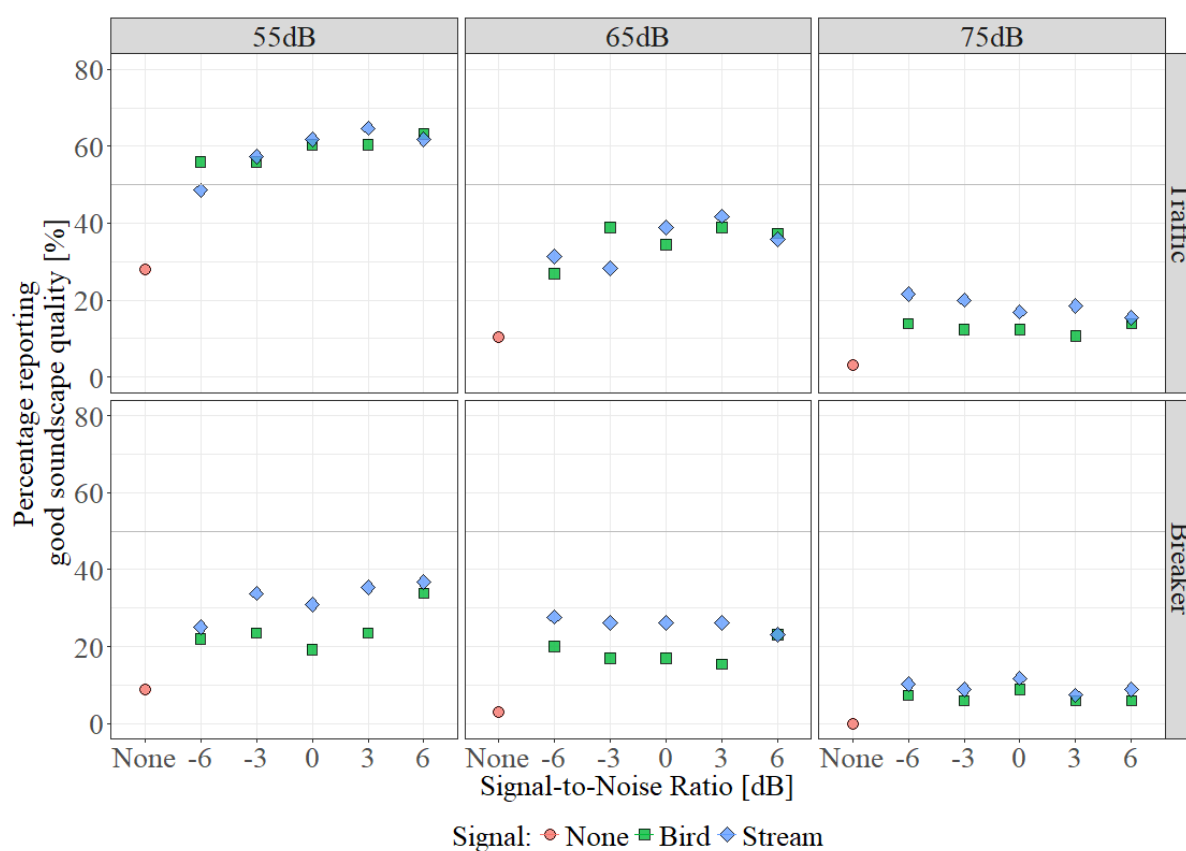 55dB 65dB 75dB
80
60
40
20
0
Traffic
80
60
40
20
0
Breaker
Percentage reporting
good soundscape quality [%]
None -6 -3 0 3 6 None -6 -3 0 3 6 None -6 -3 0 3 6
Signal-to-Noise Ratio [dB]
Signal: None Bird Stream